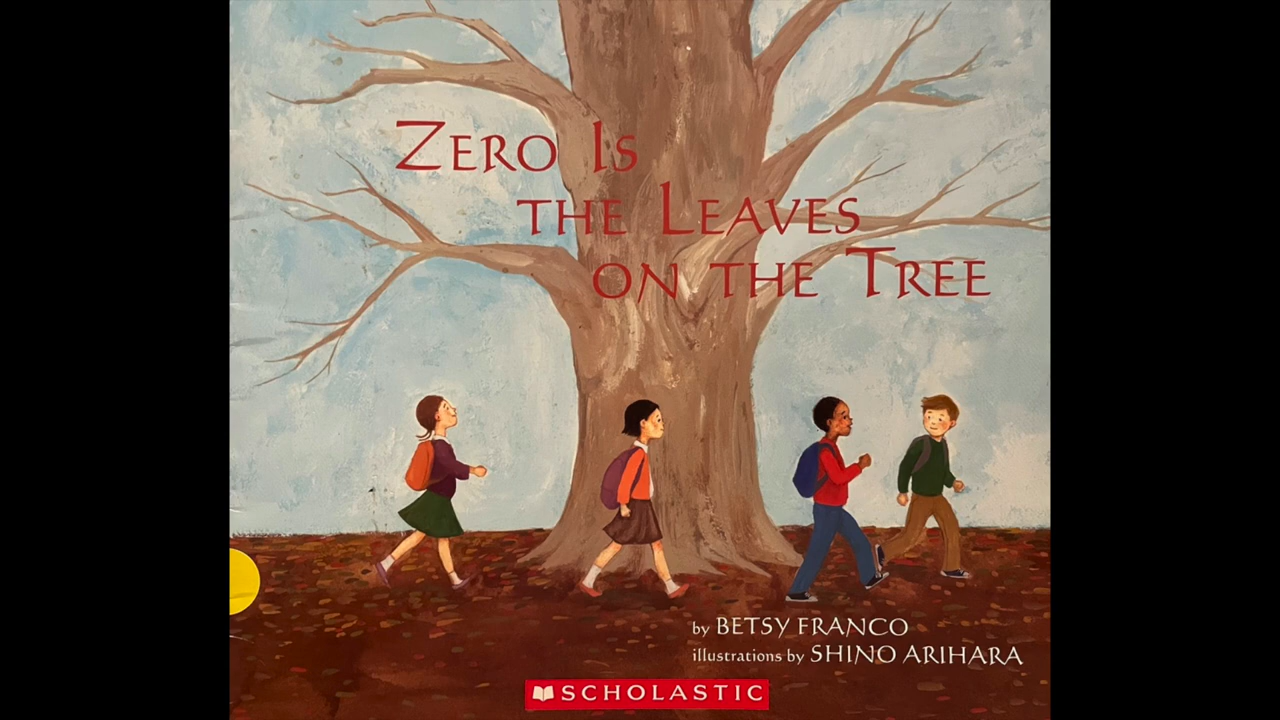 ZERO IS
THE LEAVES
ON THE TREE
by BETSY FRANCO
illustrations by SHINO ARIHARA
SCHOLASTIC